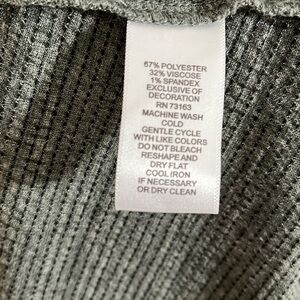 67% POLYESTER
32% VISCOSE
1% SPANDEX
EXCLUSIVE OF
DECORATION
RN 73163
MACHINE WASH
COLD
GENTLE CYCLE
WITH LIKE COLORS
DO NOT BLEACH
RESHAPE AND
DRY FLAT
COOL IRON
IF NECESSARY
OR DRY CLEAN